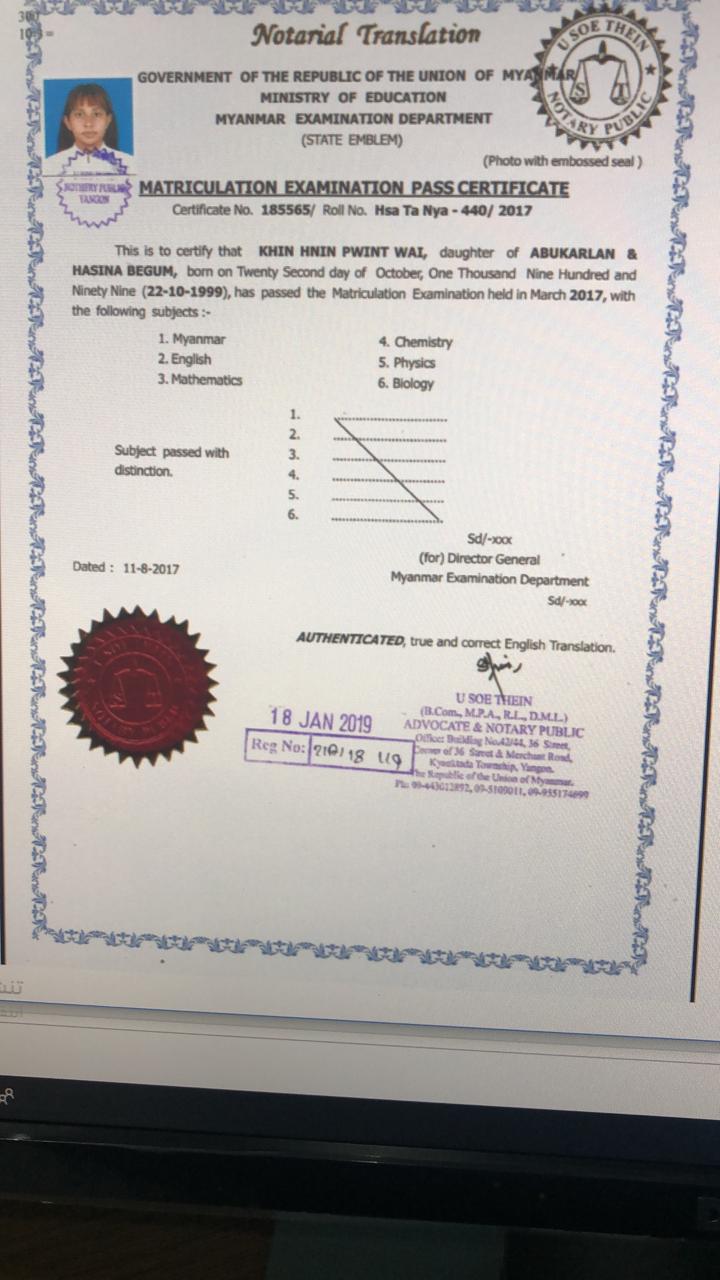 Notarial Translation
U SOE THEIN
S T
NOTARY PUBLIC
GOVERNMENT OF THE REPUBLIC OF THE UNION OF MYANMAR
MINISTRY OF EDUCATION
MYANMAR EXAMINATION DEPARTMENT
(STATE EMBLEM)
(Photo with embossed seal )
YANGON
MATRICULATION EXAMINATION PASS CERTIFICATE
Certificate No. 185565/ Roll No. Hsa Ta Nya - 440/ 2017
This is to certify that KHIN HNIN PWINT WAI, daughter of ABUKARLAN &
HASINA BEGUM, born on Twenty Second day of October, One Thousand Nine Hundred and
Ninety Nine (22-10-1999), has passed the Matriculation Examination held in March 2017, with
the following subjects :-
1. Myanmar
2. English
3. Mathematics
4. Chemistry
5. Physics
6. Biology
Subject passed with
distinction.
1.
2.
3.
4.
5.
6.
Sd/-xxx
(for) Director General
Myanmar Examination Department
Sd/-xxx
Dated : 11-8-2017
AUTHENTICATED, true and correct English Translation.
U SOE THEIN
(B.Com., M.P.A., R.L., D.M.L.)
ADVOCATE & NOTARY PUBLIC
Office: Building No.42/44, 36 Street,
Corner of 36 Street & Merchant Road,
Kyauktada Township, Yangon.
The Republic of the Union of Myanmar.
Ph: 09-443012892, 09-5109011, 09-955174699
18 JAN 2019
Reg No: